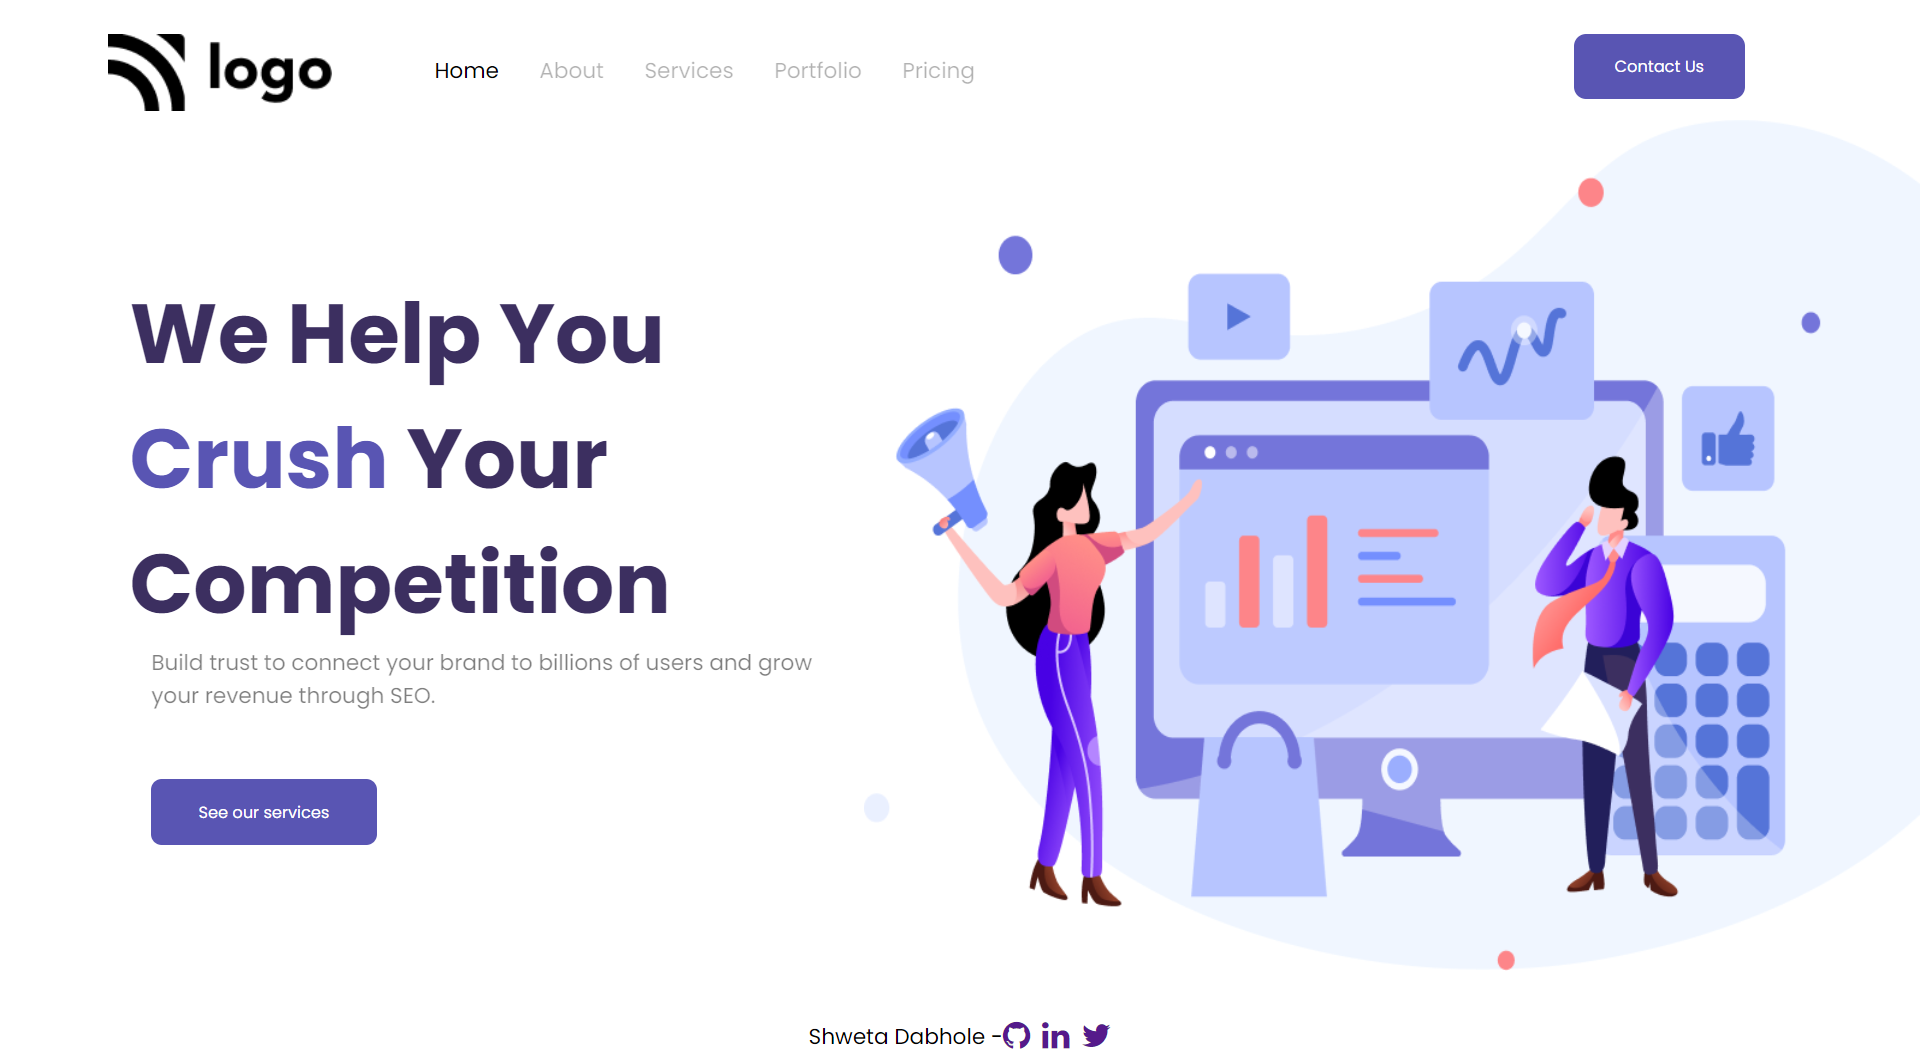 logo
Home About Services Portfolio Pricing
Contact Us
We Help You
Crush Your
Competition
Build trust to connect your brand to billions of users and grow
your revenue through SEO.
See our services
Shweta Dabhole -
in